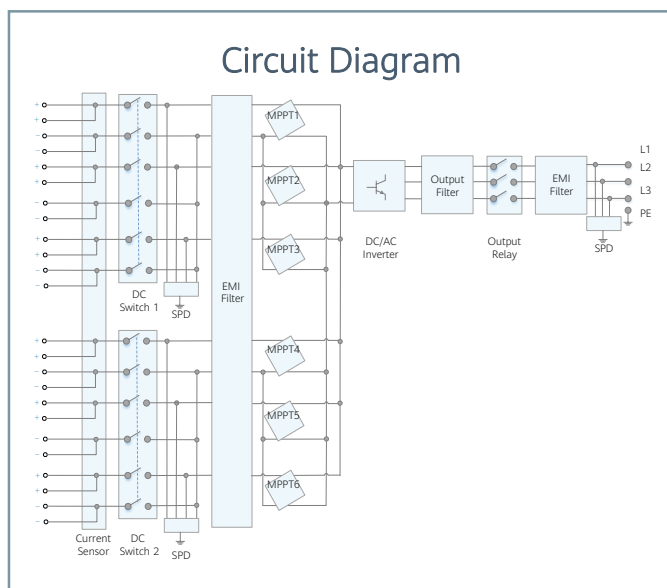 Circuit Diagram
+
+
−
−
+
+
−
−
+
+
−
−
DC
Switch 1
SPD
EMI
Filter
MPPT1
MPPT2
MPPT3
DC/AC
Inverter
Output
Filter
Output
Relay
EMI
Filter
L1
L2
L3
PE
SPD
+
+
−
−
+
+
−
−
+
+
−
−
Current
Sensor
DC
Switch 2
SPD
MPPT4
MPPT5
MPPT6